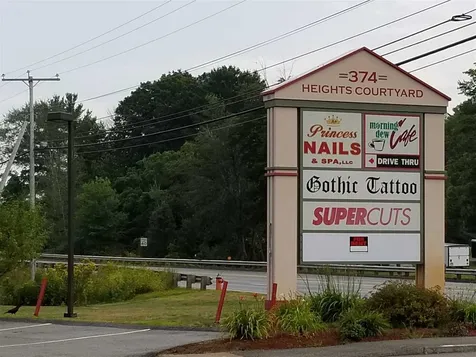 374
HEIGHTS COURTYARD
Princess
NAILS
& SPA, LLC
morning
dew
Cafe
DRIVE THRU
Gothic Tattoo
SUPERCUTS